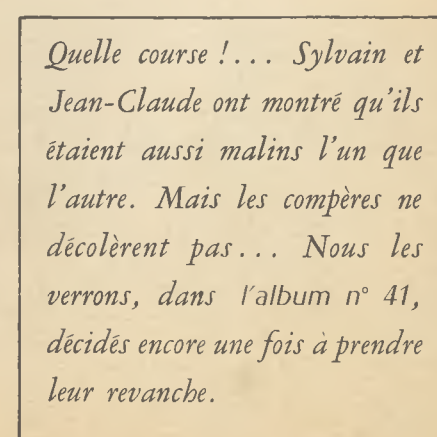 Quelle course !... Sylvain et
Jean-Claude ont montré qu'ils
étaient aussi malins l'un que
l'autre. Mais les compères ne
décolèrent pas... Nous les
verrons, dans l'album n° 41,
décidés encore une fois à prendre
leur revanche.